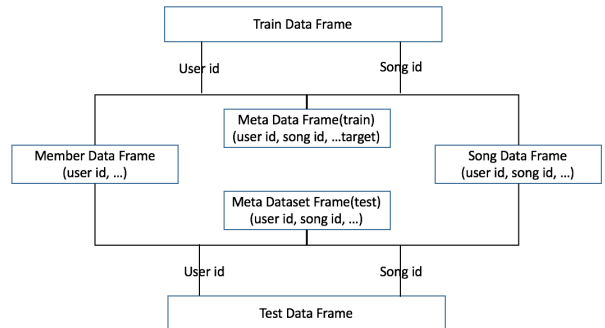 Train Data Frame
User id
Song id
Meta Data Frame(train)
(user id, song id, ...target)
Member Data Frame
(user id, ...)
Song Data Frame
(user id, song id, ...)
Meta Dataset Frame(test)
(user id, song id, ...)
User id
Song id
Test Data Frame